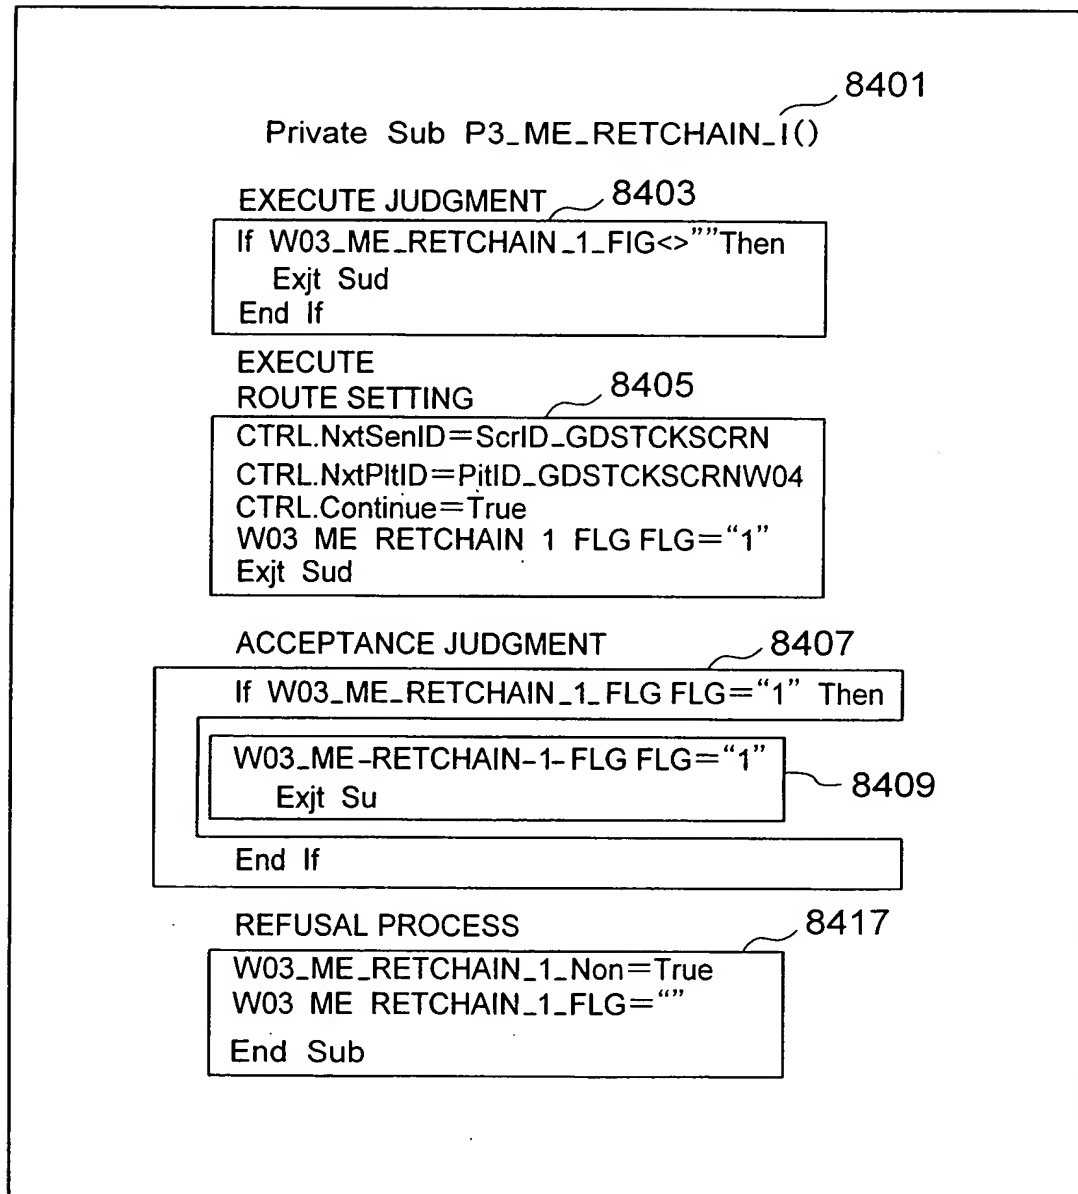 8401
Private Sub P3_ME_RETCHAIN_I()
EXECUTE JUDGMENT 8403
If W03_ME_RETCHAIN_1_FIG<>””Then
Exjt Sud
End If
EXECUTE
ROUTE SETTING 8405
CTRL.NxtSenID=ScrID_GDSTCKSCRN
CTRL.NxtPltID=PitID_GDSTCKSCRNW04
CTRL.Continue=True
W03 ME RETCHAIN 1 FLG FLG=“1”
Exjt Sud
ACCEPTANCE JUDGMENT 8407
If W03_ME_RETCHAIN_1_FLG FLG=“1” Then
W03_ME-RETCHAIN-1-FLG FLG=“1”
8409
Exjt Su
End If
REFUSAL PROCESS 8417
W03_ME_RETCHAIN_1_Non=True
W03 ME RETCHAIN_1_FLG=“”
End Sub